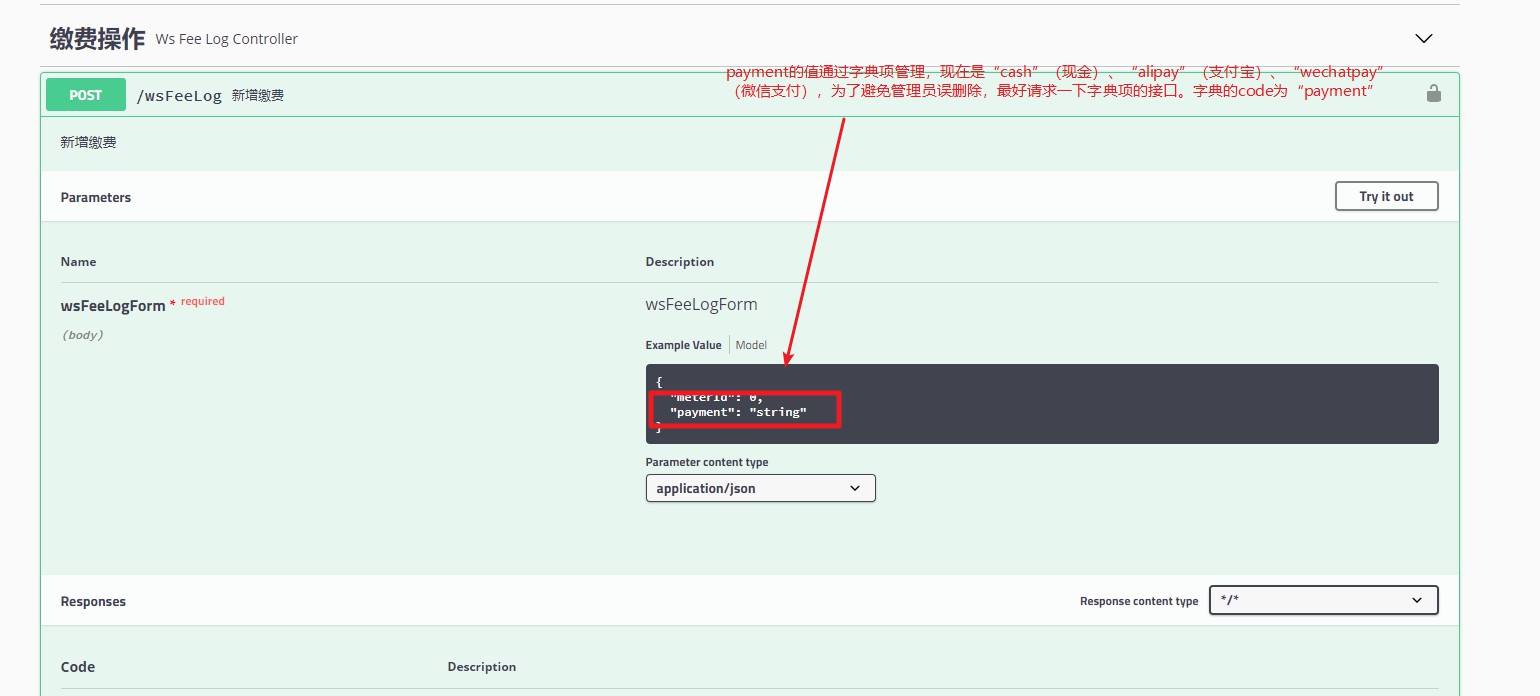 缴费操作 Ws Fee Log Controller
payment的值通过字典项管理，现在是“cash”（现金）、“alipay”（支付宝）、“wechatpay”
（微信支付），为了避免管理员误删除，最好请求一下字典项的接口。字典的code为“payment”
POST /wsFeeLog 新增缴费
新增缴费
Parameters Try it out
Name Description
wsFeeLogForm * required wsFeeLogForm
(body)
Example Value Model
{
"meterId": 0,
"payment": "string"
}
Parameter content type
application/json
Responses Response content type */*
Code Description